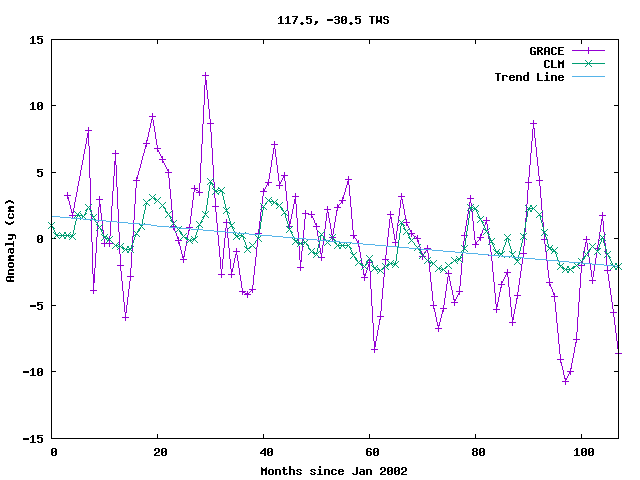 117.5, -30.5 TWS
GRACE
CLM
Trend Line
15
10
5
0
-5
-10
-15
Anomaly (cm)
0 20 40 60 80 100
Months since Jan 2002